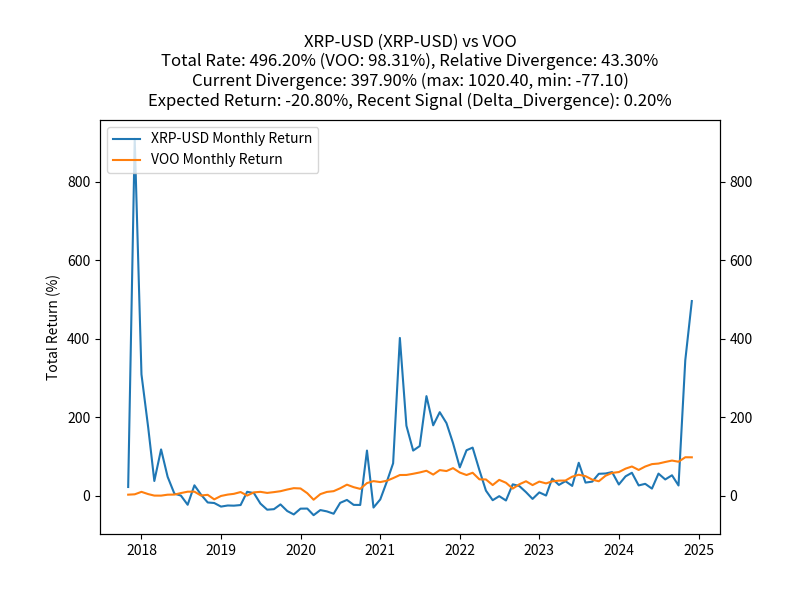 XRP-USD (XRP-USD) vs VOO
Total Rate: 496.20% (VOO: 98.31%), Relative Divergence: 43.30%
Current Divergence: 397.90% (max: 1020.40, min: -77.10)
Expected Return: -20.80%, Recent Signal (Delta_Divergence): 0.20%
XRP-USD Monthly Return
VOO Monthly Return
Total Return (%)
800
600
400
200
0
800
600
400
200
0
2018 2019 2020 2021 2022 2023 2024 2025